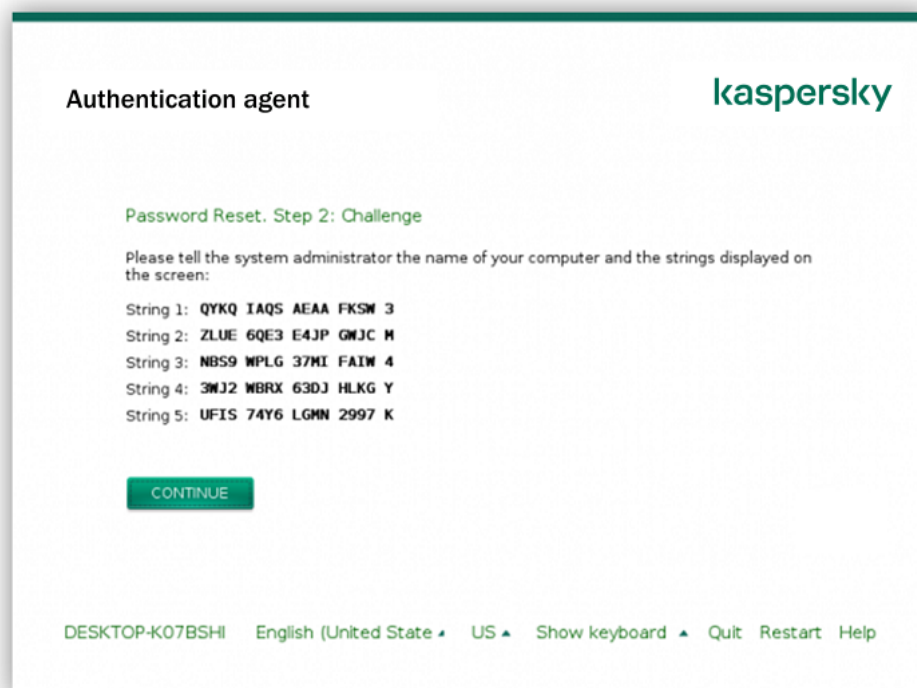 Authentication agent
kaspersky
Password Reset. Step 2: Challenge
Please tell the system administrator the name of your computer and the strings displayed on
the screen:
String 1: QYKQ IAQS AEAA FKSW 3
String 2: ZLUE 6QE3 E4JP GWJC M
String 3: NBS9 WPLG 37MI FAIW 4
String 4: 3WJ2 WBRX 63DJ HLKG Y
String 5: UFIS 74Y6 LGMN 2997 K
CONTINUE
DESKTOP-K07BSHI English (United State US Show keyboard Quit Restart Help